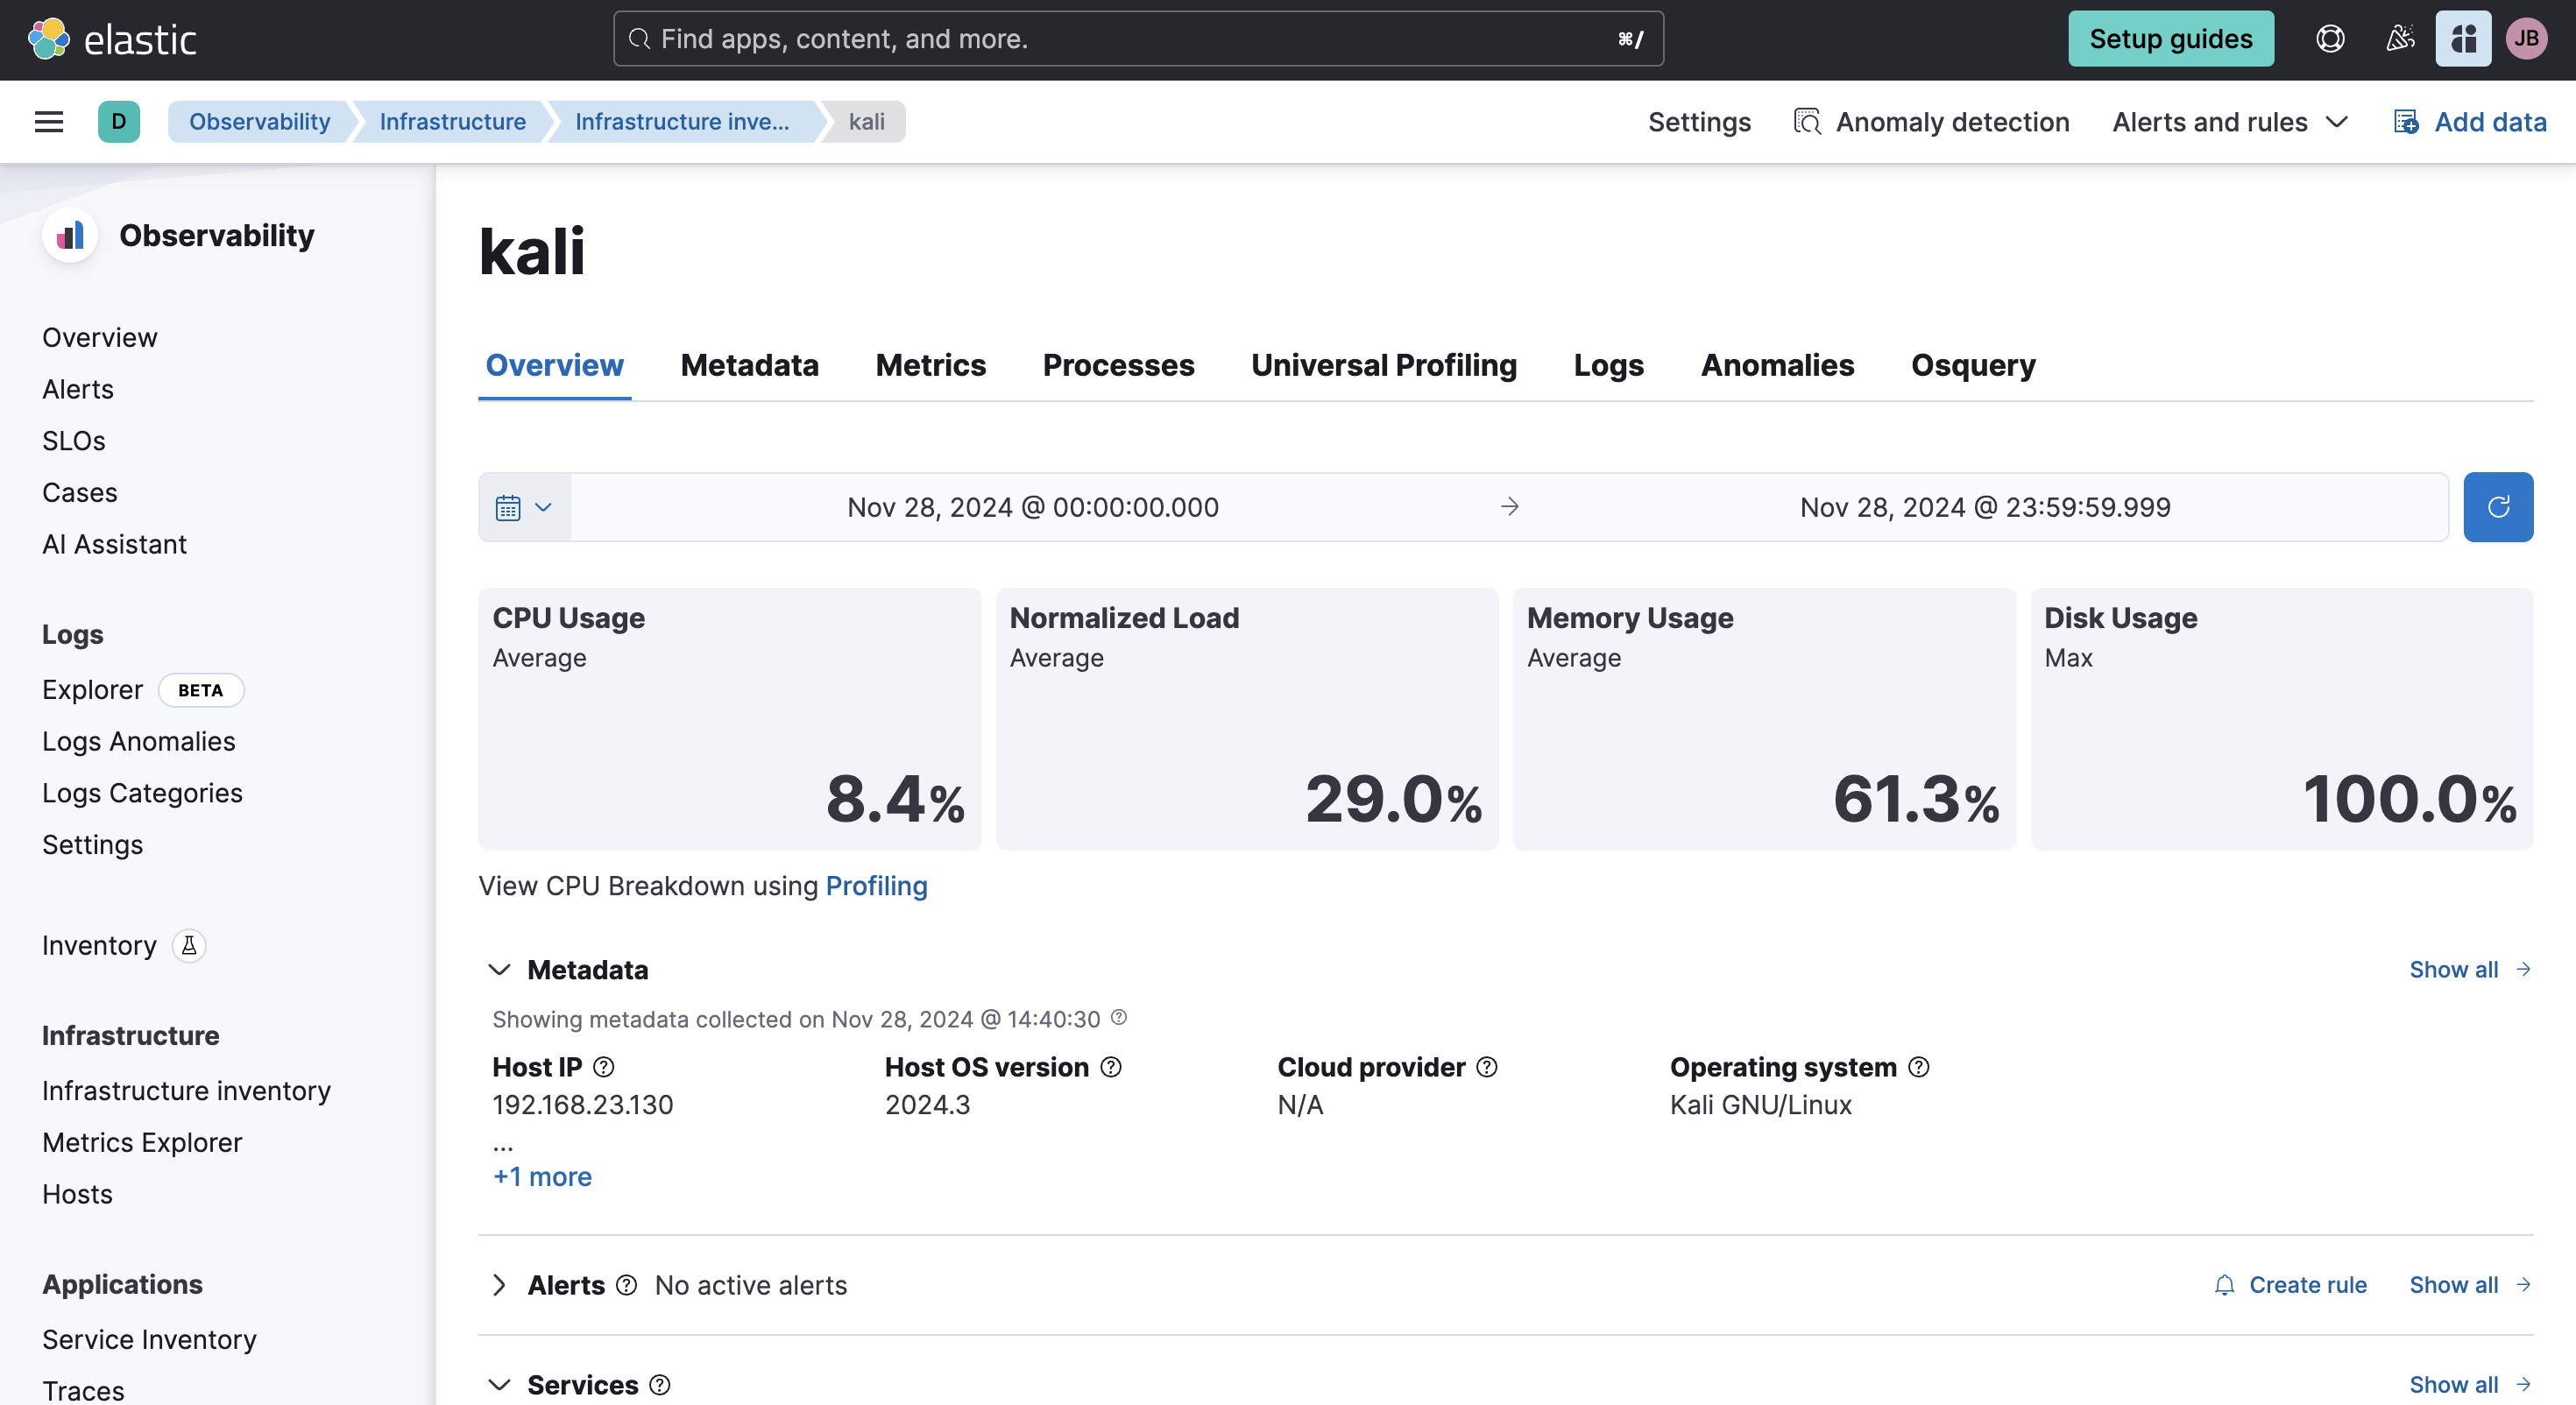 elastic
Find apps, content, and more. ⌘/
Setup guides
JB
D
Observability
Infrastructure
Infrastructure inve...
kali
Settings
Anomaly detection
Alerts and rules
Add data
Observability
Overview
Alerts
SLOs
Cases
AI Assistant
Logs
Explorer BETA
Logs Anomalies
Logs Categories
Settings
Inventory
Infrastructure
Infrastructure inventory
Metrics Explorer
Hosts
Applications
Service Inventory
Traces
kali
Overview Metadata Metrics Processes Universal Profiling Logs Anomalies Osquery
Nov 28, 2024 @ 00:00:00.000 → Nov 28, 2024 @ 23:59:59.999
CPU Usage
Average
8.4%
Normalized Load
Average
29.0%
Memory Usage
Average
61.3%
Disk Usage
Max
100.0%
View CPU Breakdown using Profiling
Metadata
Show all
Showing metadata collected on Nov 28, 2024 @ 14:40:30
Host IP
192.168.23.130
...
+1 more
Host OS version
2024.3
Cloud provider
N/A
Operating system
Kali GNU/Linux
Alerts No active alerts
Create rule
Show all
Services
Show all